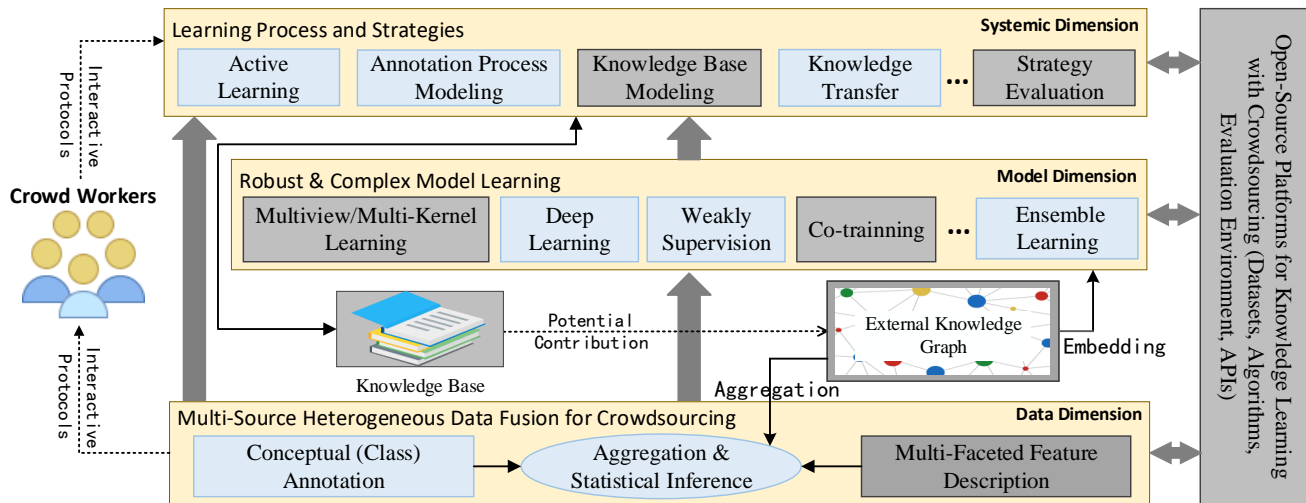 Learning Process and Strategies
Systemic Dimension
Active
Learning
Annotation Process
Modeling
Knowledge Base
Modeling
Knowledge
Transfer
...
Strategy
Evaluation
Interactive
Protocols
Crowd Workers
Interactive
Protocols
Robust & Complex Model Learning
Model Dimension
Multiview/Multi-Kernel
Learning
Deep
Learning
Weakly
Supervision
Co-trainning
...
Ensemble
Learning
Knowledge Base
Potential
Contribution
External Knowledge
Graph
Embedding
Aggregation
Multi-Source Heterogeneous Data Fusion for Crowdsourcing
Data Dimension
Conceptual (Class)
Annotation
Aggregation &
Statistical Inference
Multi-Faceted Feature
Description
Open-Source Platforms for Knowledge Learning
with Crowdsourcing (Datasets, Algorithms,
Evaluation Environment, APIs)